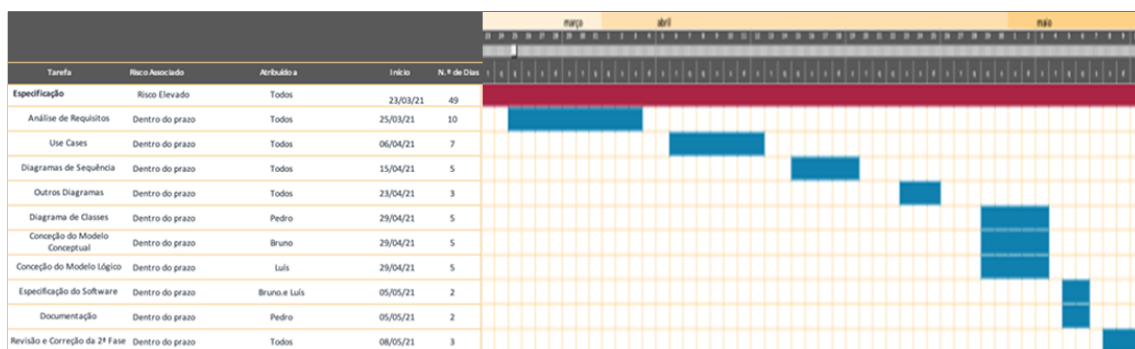 março abril maio
Tarefa Risco Associado Atribuído a Início N.º de Dias
Especificação Risco Elevado Todos 23/03/21 49
Análise de Requisitos Dentro do prazo Todos 25/03/21 10
Use Cases Dentro do prazo Todos 06/04/21 7
Diagramas de Sequência Dentro do prazo Todos 15/04/21 5
Outros Diagramas Dentro do prazo Todos 23/04/21 3
Diagrama de Classes Dentro do prazo Pedro 29/04/21 5
Conceção do Modelo
Conceptual Dentro do prazo Bruno 29/04/21 5
Conceção do Modelo Lógico Dentro do prazo Luís 29/04/21 5
Especificação do Software Dentro do prazo Bruno.e Luís 05/05/21 2
Documentação Dentro do prazo Pedro 05/05/21 2
Revisão e Correção da 2ª Fase Dentro do prazo Todos 08/05/21 3